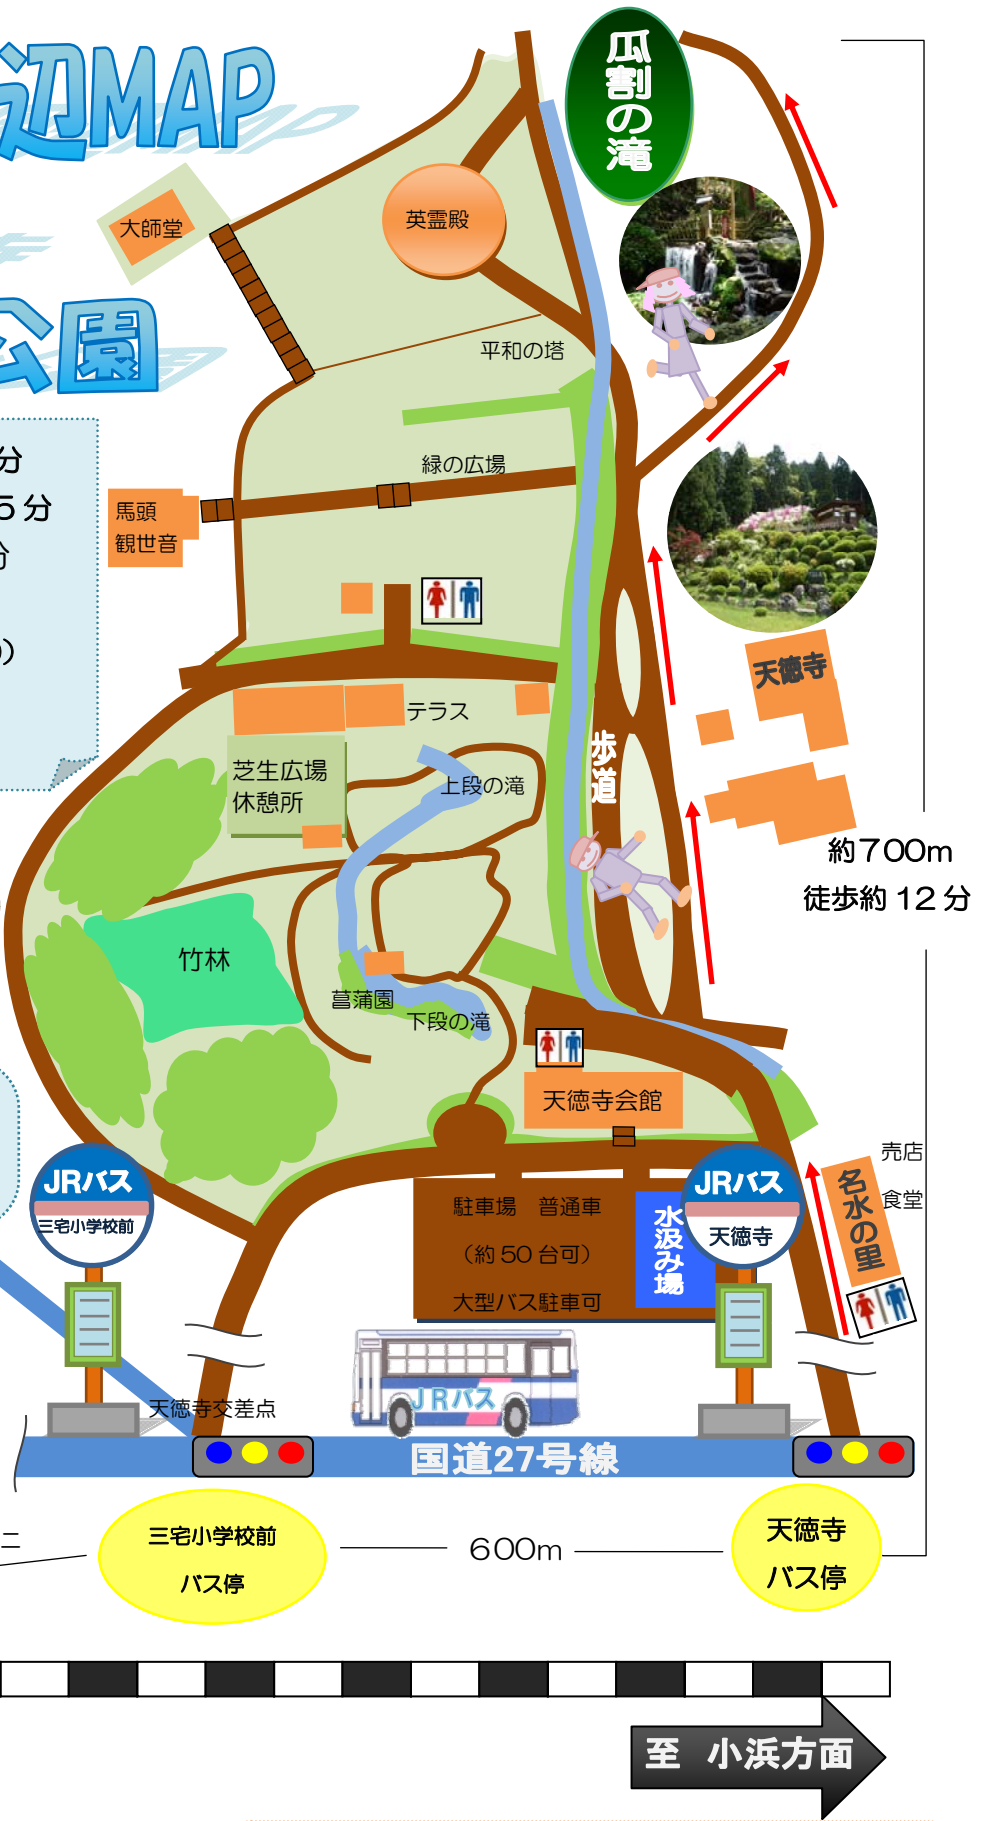 辺MAP
公園
分
5分
分
)
瓜割の滝
大師堂
英霊殿
平和の塔
緑の広場
馬頭
観世音
天徳寺
テラス
歩道
芝生広場
休憩所
上段の滝
約700m
徒歩約12分
竹林
菖蒲園
下段の滝
天徳寺会館
売店
食堂
名水の里
JRバス
三宅小学校前
JRバス
天徳寺
駐車場 普通車
(約50台可)
大型バス駐車可
水汲み場
JRバス
天徳寺交差点
国道27号線
三宅小学校前
バス停
600m
天徳寺
バス停
至 小浜方面